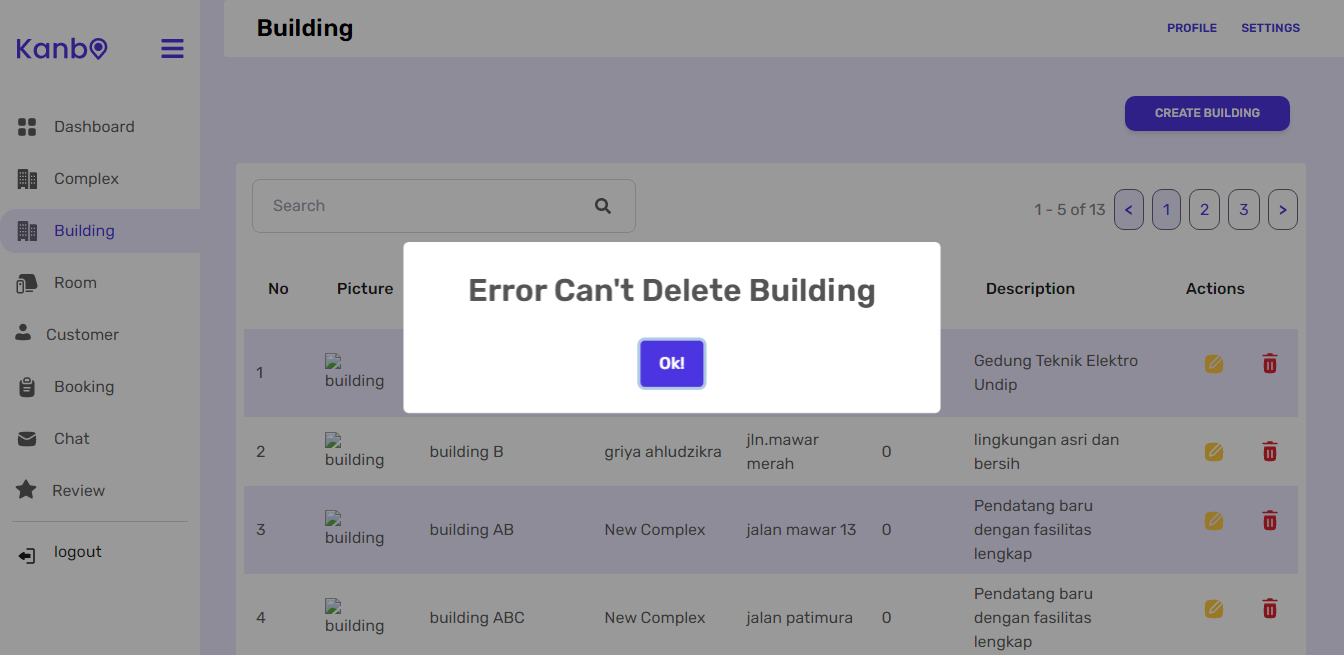 Kanbo
Dashboard
Complex
Building
Room
Customer
Booking
Chat
Review
logout
Building
PROFILE SETTINGS
CREATE BUILDING
Search
1 - 5 of 13 < 1 2 3 >
No Picture Description Actions
1 building Gedung Teknik Elektro
Undip
2 building building B griya ahludzikra jln.mawar
merah 0 lingkungan asri dan
bersih
3 building building AB New Complex jalan mawar 13 0 Pendatang baru
dengan fasilitas
lengkap
4 building building ABC New Complex jalan patimura 0 Pendatang baru
dengan fasilitas
lengkap
Error Can't Delete Building
Ok!